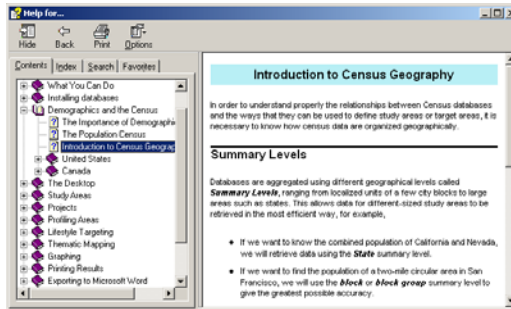 Help for...
Hide Back Print Options
Contents Index Search Favorites
What You Can Do
Installing databases
Demographics and the Census
The Importance of Demographi
The Population Census
Introduction to Census Geograp
United States
Canada
The Desktop
Study Areas
Projects
Profiling Areas
Lifestyle Targeting
Thematic Mapping
Graphing
Printing Results
Exporting to Microsoft Word
Introduction to Census Geography
In order to understand properly the relationships between Census databases
and the ways that they can be used to define study areas or target areas, it is
necessary to know how census data are organized geographically.
Summary Levels
Databases are aggregated using different geographical levels called
Summary Levels, ranging from localized units of a few city blocks to large
areas such as states. This allows data for different-sized study areas to be
retrieved in the most efficient way, for example,
If we want to know the combined population of California and Nevada,
we will retrieve data using the State summary level.
If we want to find the population of a two-mile circular area in San
Francisco, we will use the block or block group summary level to
give the greatest possible accuracy.